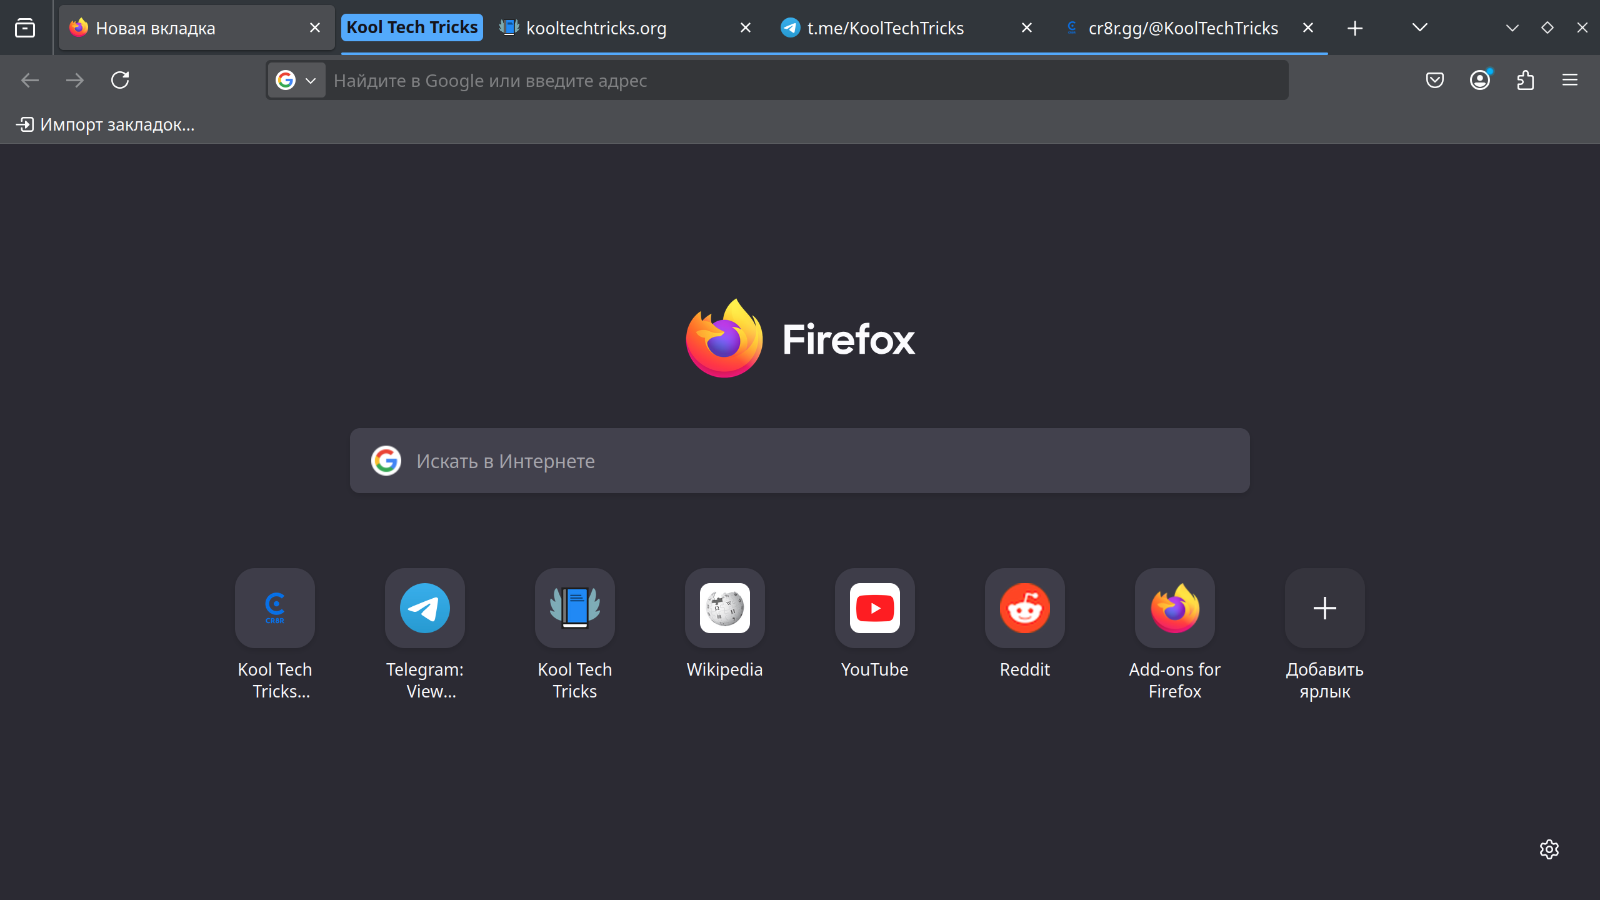 Новая вкладка
Kool Tech Tricks
kooltechtricks.org
t.me/KoolTechTricks
cr8r.gg/@KoolTechTricks
Найдите в Google или введите адрес
Импорт закладок...
Firefox
Искать в Интернете
CR8R
Kool Tech
Tricks...
Telegram:
View...
Kool Tech
Tricks
Wikipedia
YouTube
Reddit
Add-ons for
Firefox
Добавить
ярлык